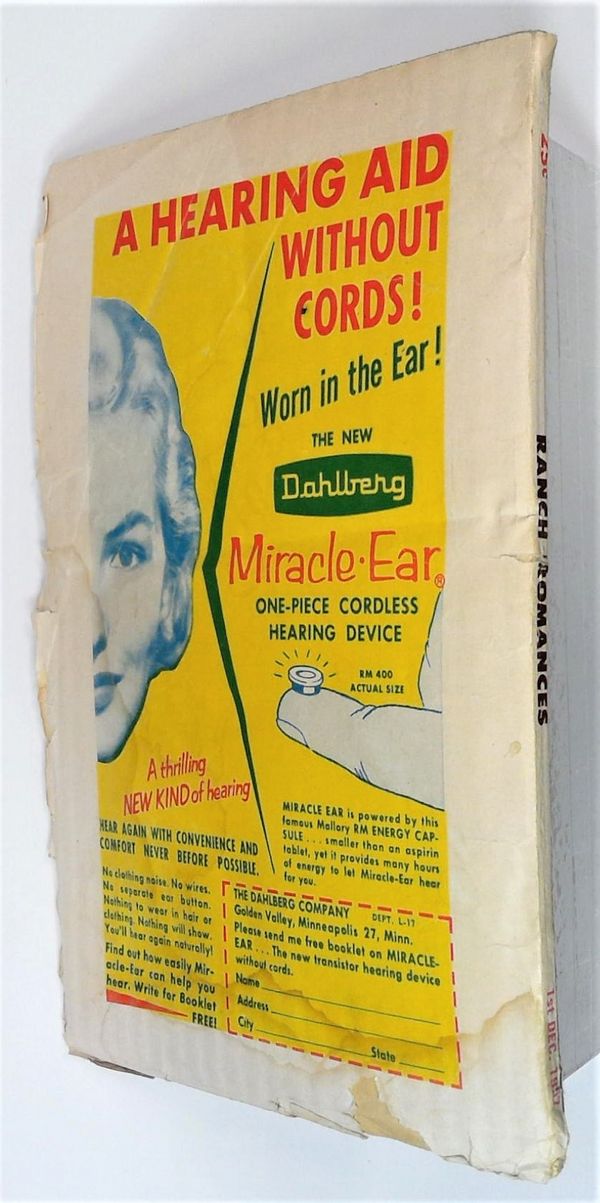 A HEARING AID
WITHOUT
CORDS!
Worn in the Ear!
THE NEW
Dahlberg
Miracle-Ear®
ONE-PIECE CORDLESS
HEARING DEVICE
RM 400
ACTUAL SIZE
A thrilling
NEW KIND of hearing
HEAR AGAIN WITH CONVENIENCE AND
COMFORT NEVER BEFORE POSSIBLE.
No clothing noise. No wires.
No separate ear button.
Nothing to wear in hair or
clothing. Nothing will show.
You'll hear again naturally!
Find out how easily Mir-
acle-Ear can help you
hear. Write for Booklet
FREE!
MIRACLE EAR is powered by this
famous Mallory RM ENERGY CAP-
SULE . . . smaller than an aspirin
tablet, yet it provides many hours
of energy to let Miracle-Ear hear
for you.
THE DAHLBERG COMPANY DEPT. L-17
Golden Valley, Minneapolis 27, Minn.
Please send me free booklet on MIRACLE-
EAR . . . The new transistor hearing device
without cords.
Name
Address
City
State
25¢
RANCH ROMANCES
1st DEC.